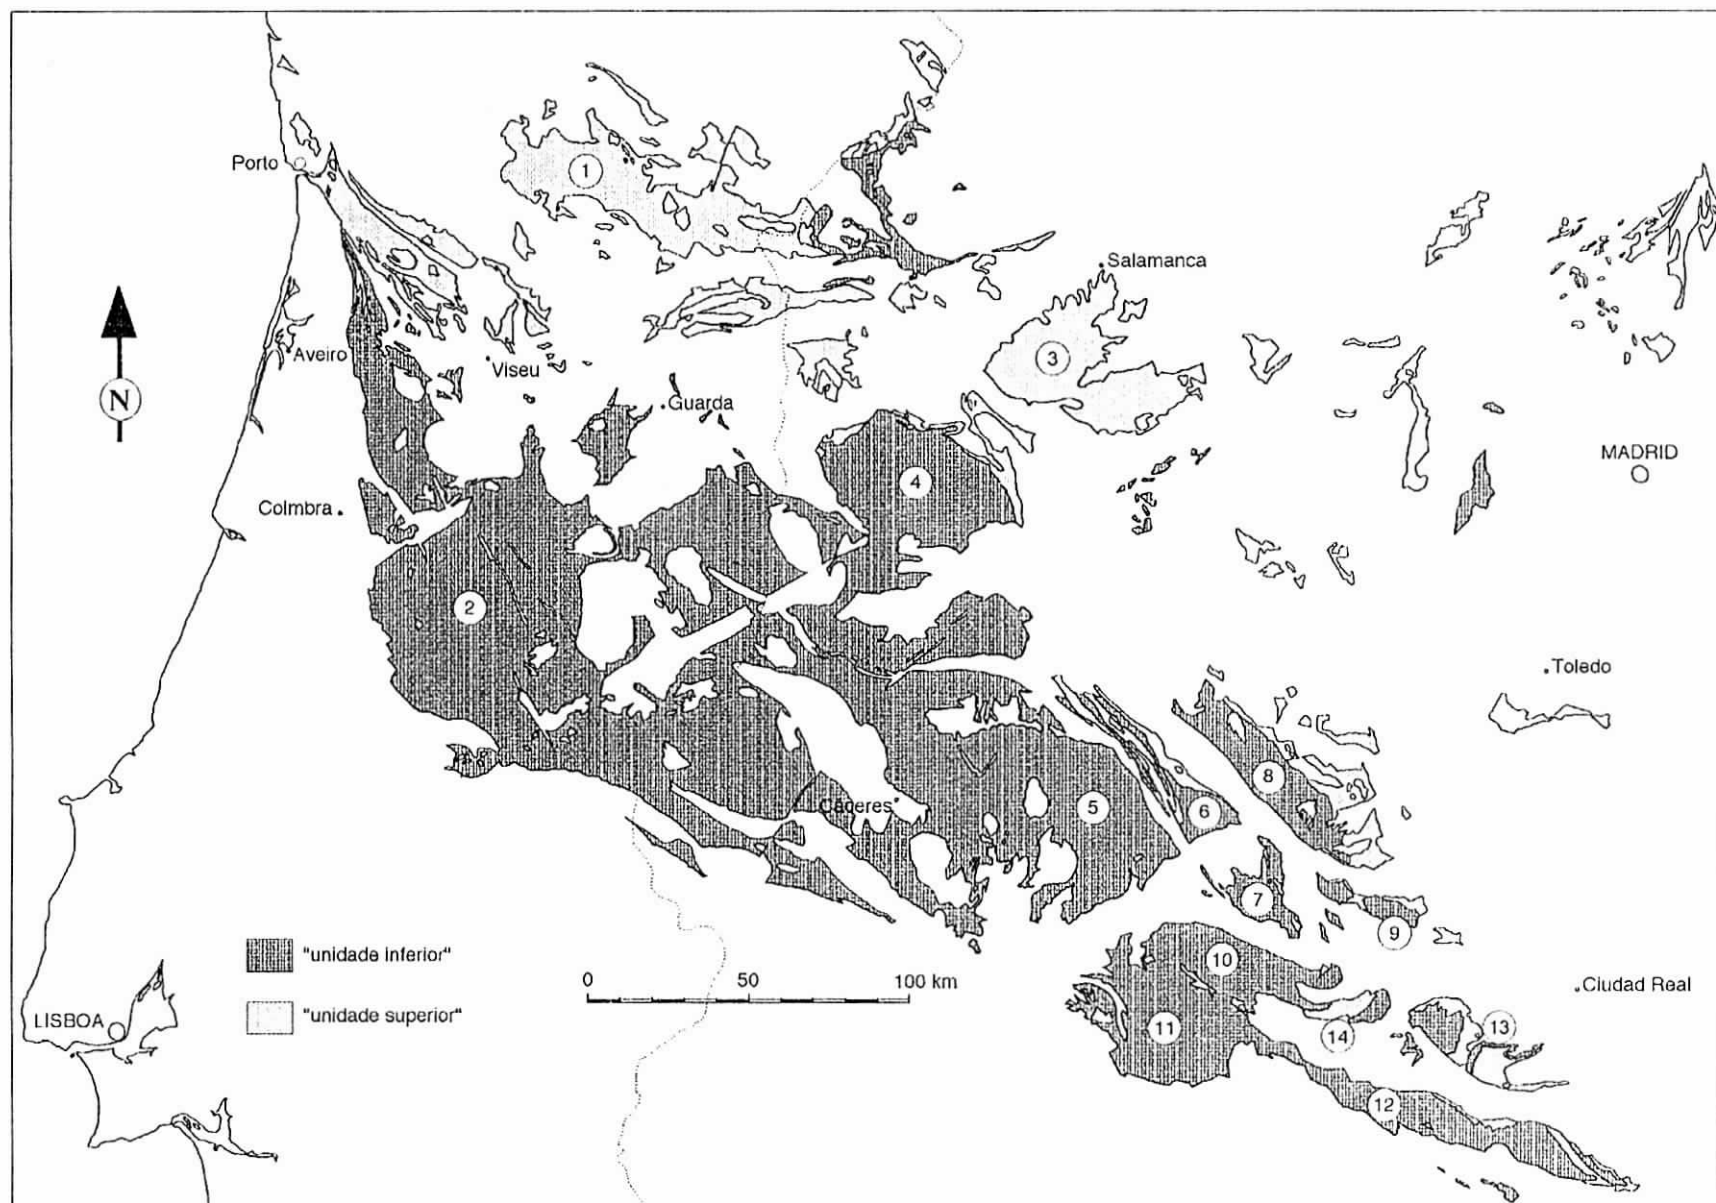 Porto
1
Salamanca
3
Aveiro
Viseu
N
Guarda
MADRID
4
Coimbra
2
Toledo
8
Cáceres
5
6
7
9
"unidade inferior"
10
0 50 100 km
Ciudad Real
"unidade superior"
LISBOA
11
14
13
12